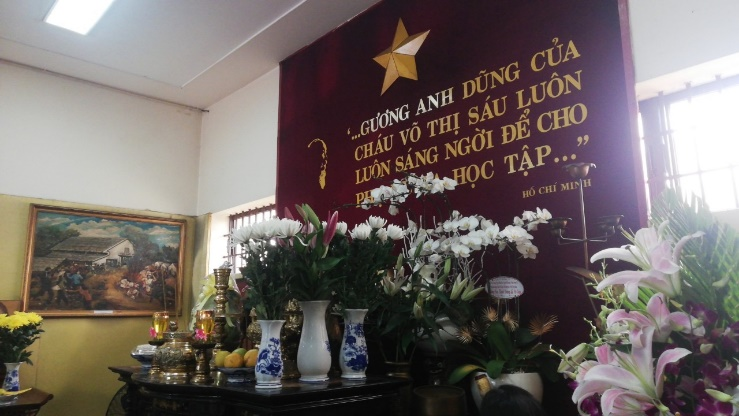 "...GƯƠNG ANH DŨNG CỦA
CHÁU VÕ THỊ SÁU LUÔN
LUÔN SÁNG NGỜI ĐỂ CHO
HỌC TẬP..."
HỒ CHÍ MINH